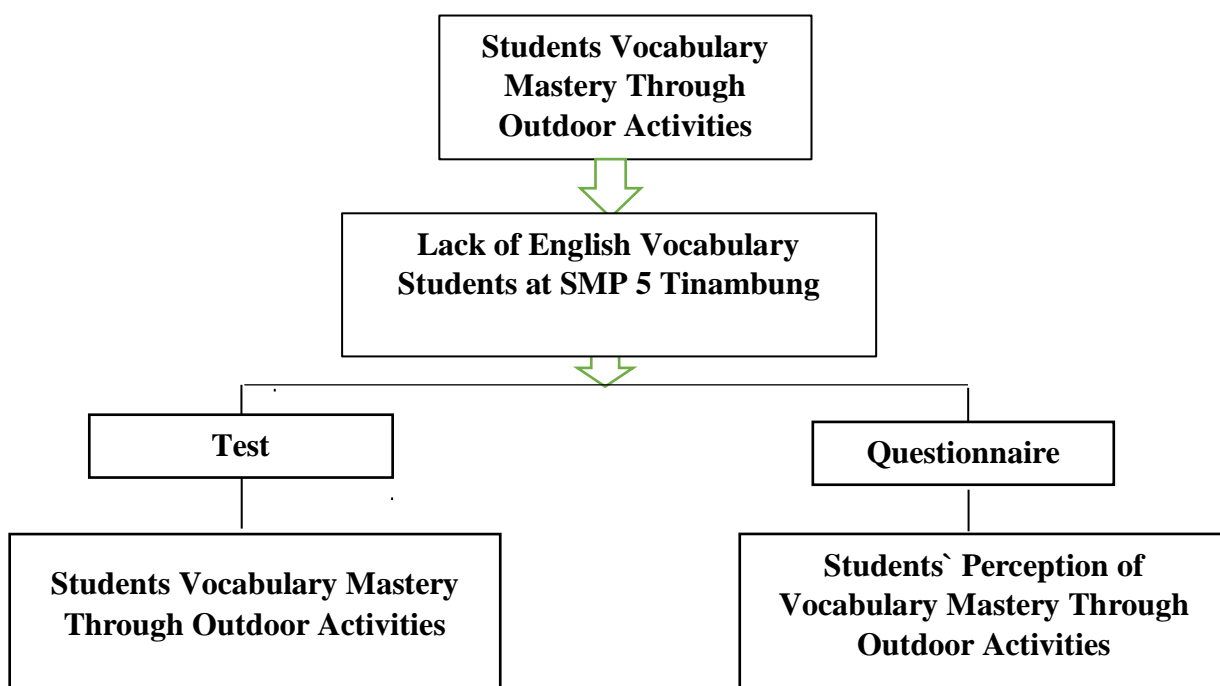 Students Vocabulary
Mastery Through
Outdoor Activities
Lack of English Vocabulary
Students at SMP 5 Tinambung
Test
Questionnaire
Students Vocabulary Mastery
Through Outdoor Activities
Students` Perception of
Vocabulary Mastery Through
Outdoor Activities